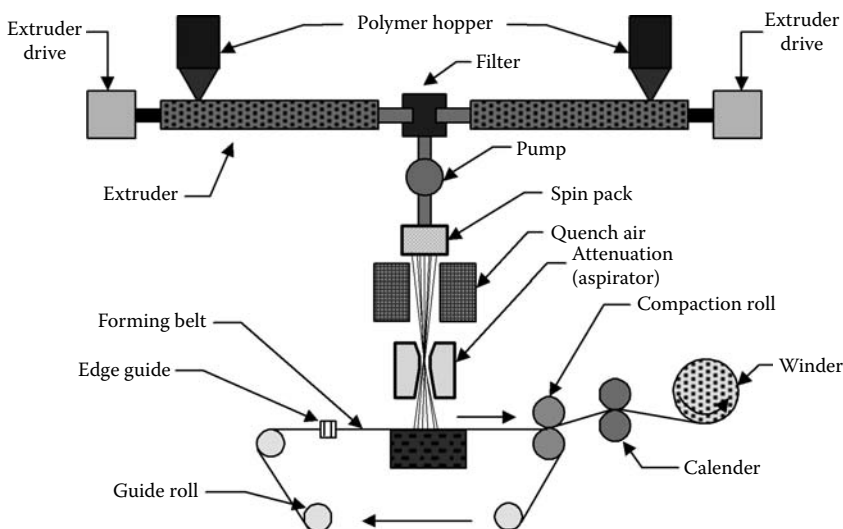 Extruder
drive
Polymer hopper
Extruder
drive
Filter
Pump
Extruder
Spin pack
Quench air
Attenuation
(aspirator)
Compaction roll
Forming belt
Edge guide
Winder
Calender
Guide roll